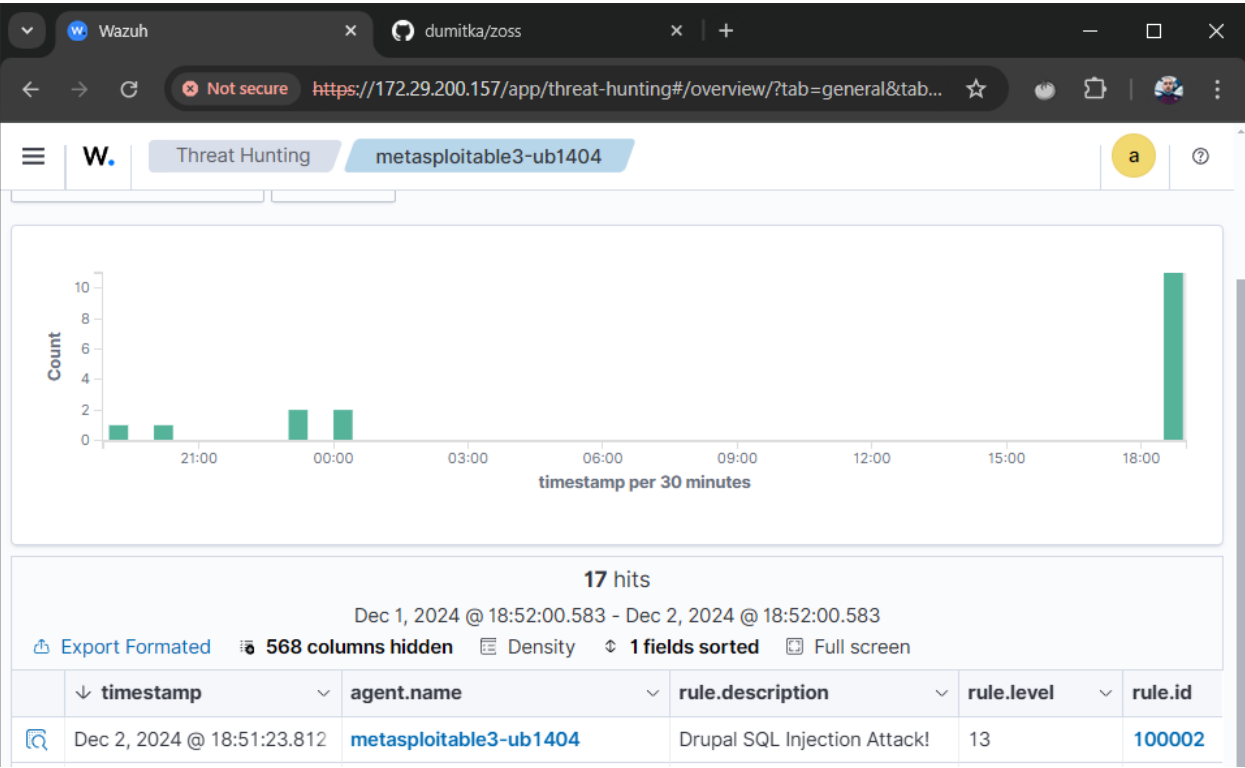 Wazuh
dumitka/zoss
Not secure https://172.29.200.157/app/threat-hunting#/overview/?tab=general&tab...
W. Threat Hunting metasploitable3-ub1404 a
10
8
6
4
2
0
Count
21:00 00:00 03:00 06:00 09:00 12:00 15:00 18:00
timestamp per 30 minutes
17 hits
Dec 1, 2024 @ 18:52:00.583 - Dec 2, 2024 @ 18:52:00.583
Export Formated 568 columns hidden Density 1 fields sorted Full screen
timestamp agent.name rule.description rule.level rule.id
Dec 2, 2024 @ 18:51:23.812 metasploitable3-ub1404 Drupal SQL Injection Attack! 13 100002